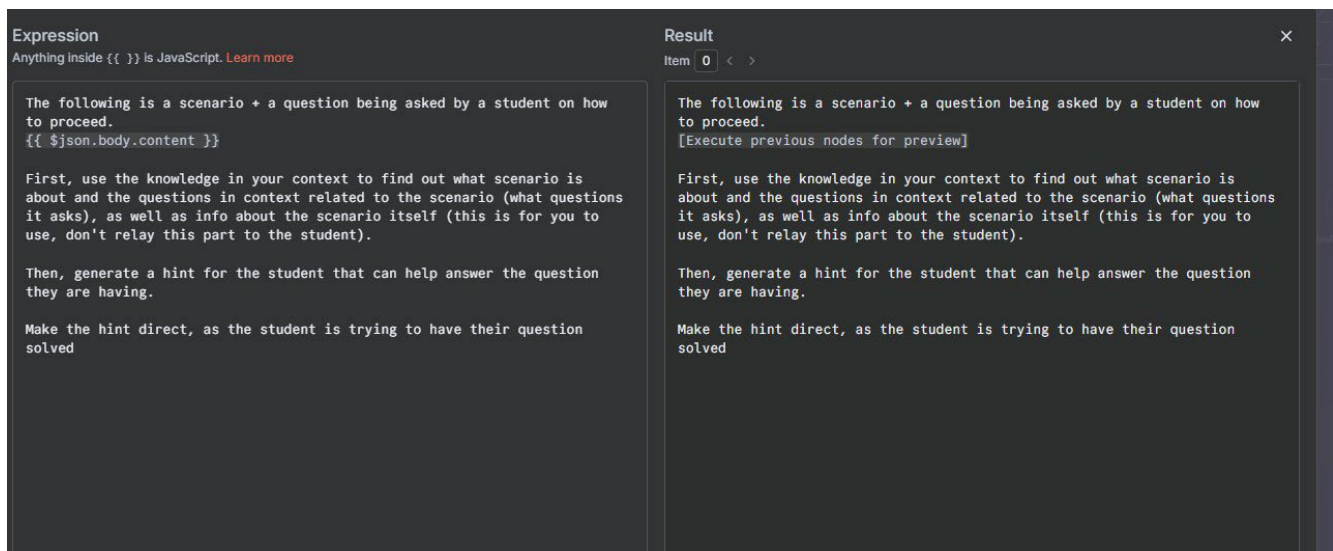 Expression
Anything inside {{ }} is JavaScript. Learn more
The following is a scenario + a question being asked by a student on how
to proceed.
{{ $json.body.content }}
First, use the knowledge in your context to find out what scenario is
about and the questions in context related to the scenario (what questions
it asks), as well as info about the scenario itself (this is for you to
use, don't relay this part to the student).
Then, generate a hint for the student that can help answer the question
they are having.
Make the hint direct, as the student is trying to have their question
solved
Result
Item 0 < >
The following is a scenario + a question being asked by a student on how
to proceed.
[Execute previous nodes for preview]
First, use the knowledge in your context to find out what scenario is
about and the questions in context related to the scenario (what questions
it asks), as well as info about the scenario itself (this is for you to
use, don't relay this part to the student).
Then, generate a hint for the student that can help answer the question
they are having.
Make the hint direct, as the student is trying to have their question
solved